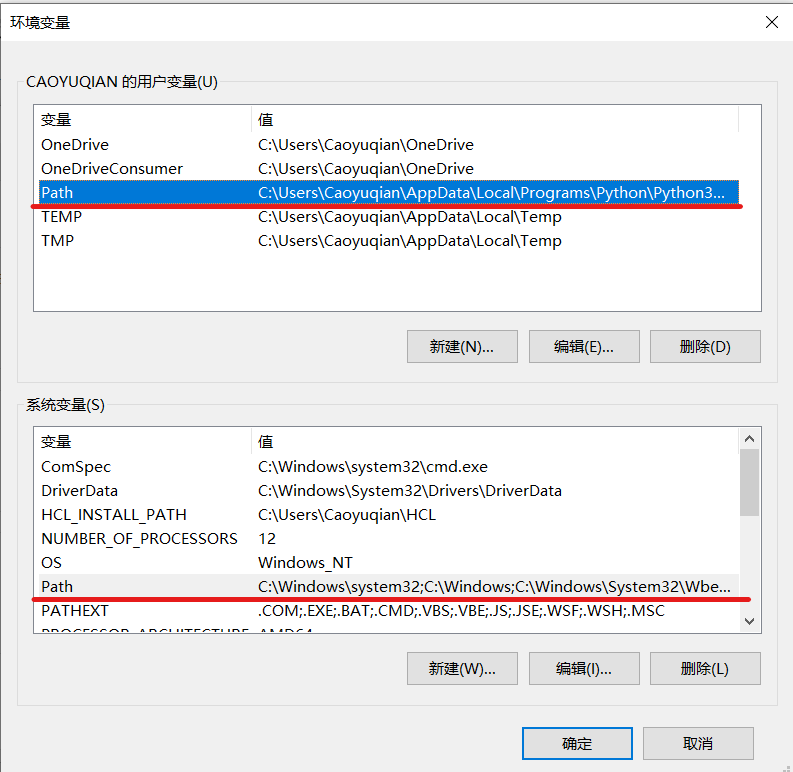 环境变量
CAOYUQIAN 的用户变量(U)
变量 值
OneDrive C:\Users\Caoyuqian\OneDrive
OneDriveConsumer C:\Users\Caoyuqian\OneDrive
Path C:\Users\Caoyuqian\AppData\Local\Programs\Python\Python3...
TEMP C:\Users\Caoyuqian\AppData\Local\Temp
TMP C:\Users\Caoyuqian\AppData\Local\Temp
新建(N)... 编辑(E)... 删除(D)
系统变量(S)
变量 值
ComSpec C:\Windows\system32\cmd.exe
DriverData C:\Windows\System32\Drivers\DriverData
HCL_INSTALL_PATH C:\Users\Caoyuqian\HCL
NUMBER_OF_PROCESSORS 12
OS Windows_NT
Path C:\Windows\system32;C:\Windows;C:\Windows\System32\Wbe...
PATHEXT .COM;.EXE;.BAT;.CMD;.VBS;.VBE;.JS;.JSE;.WSF;.WSH;.MSC
PROCESSOR_ARCHITECTURE AMD64
新建(W)... 编辑(I)... 删除(L)
确定 取消